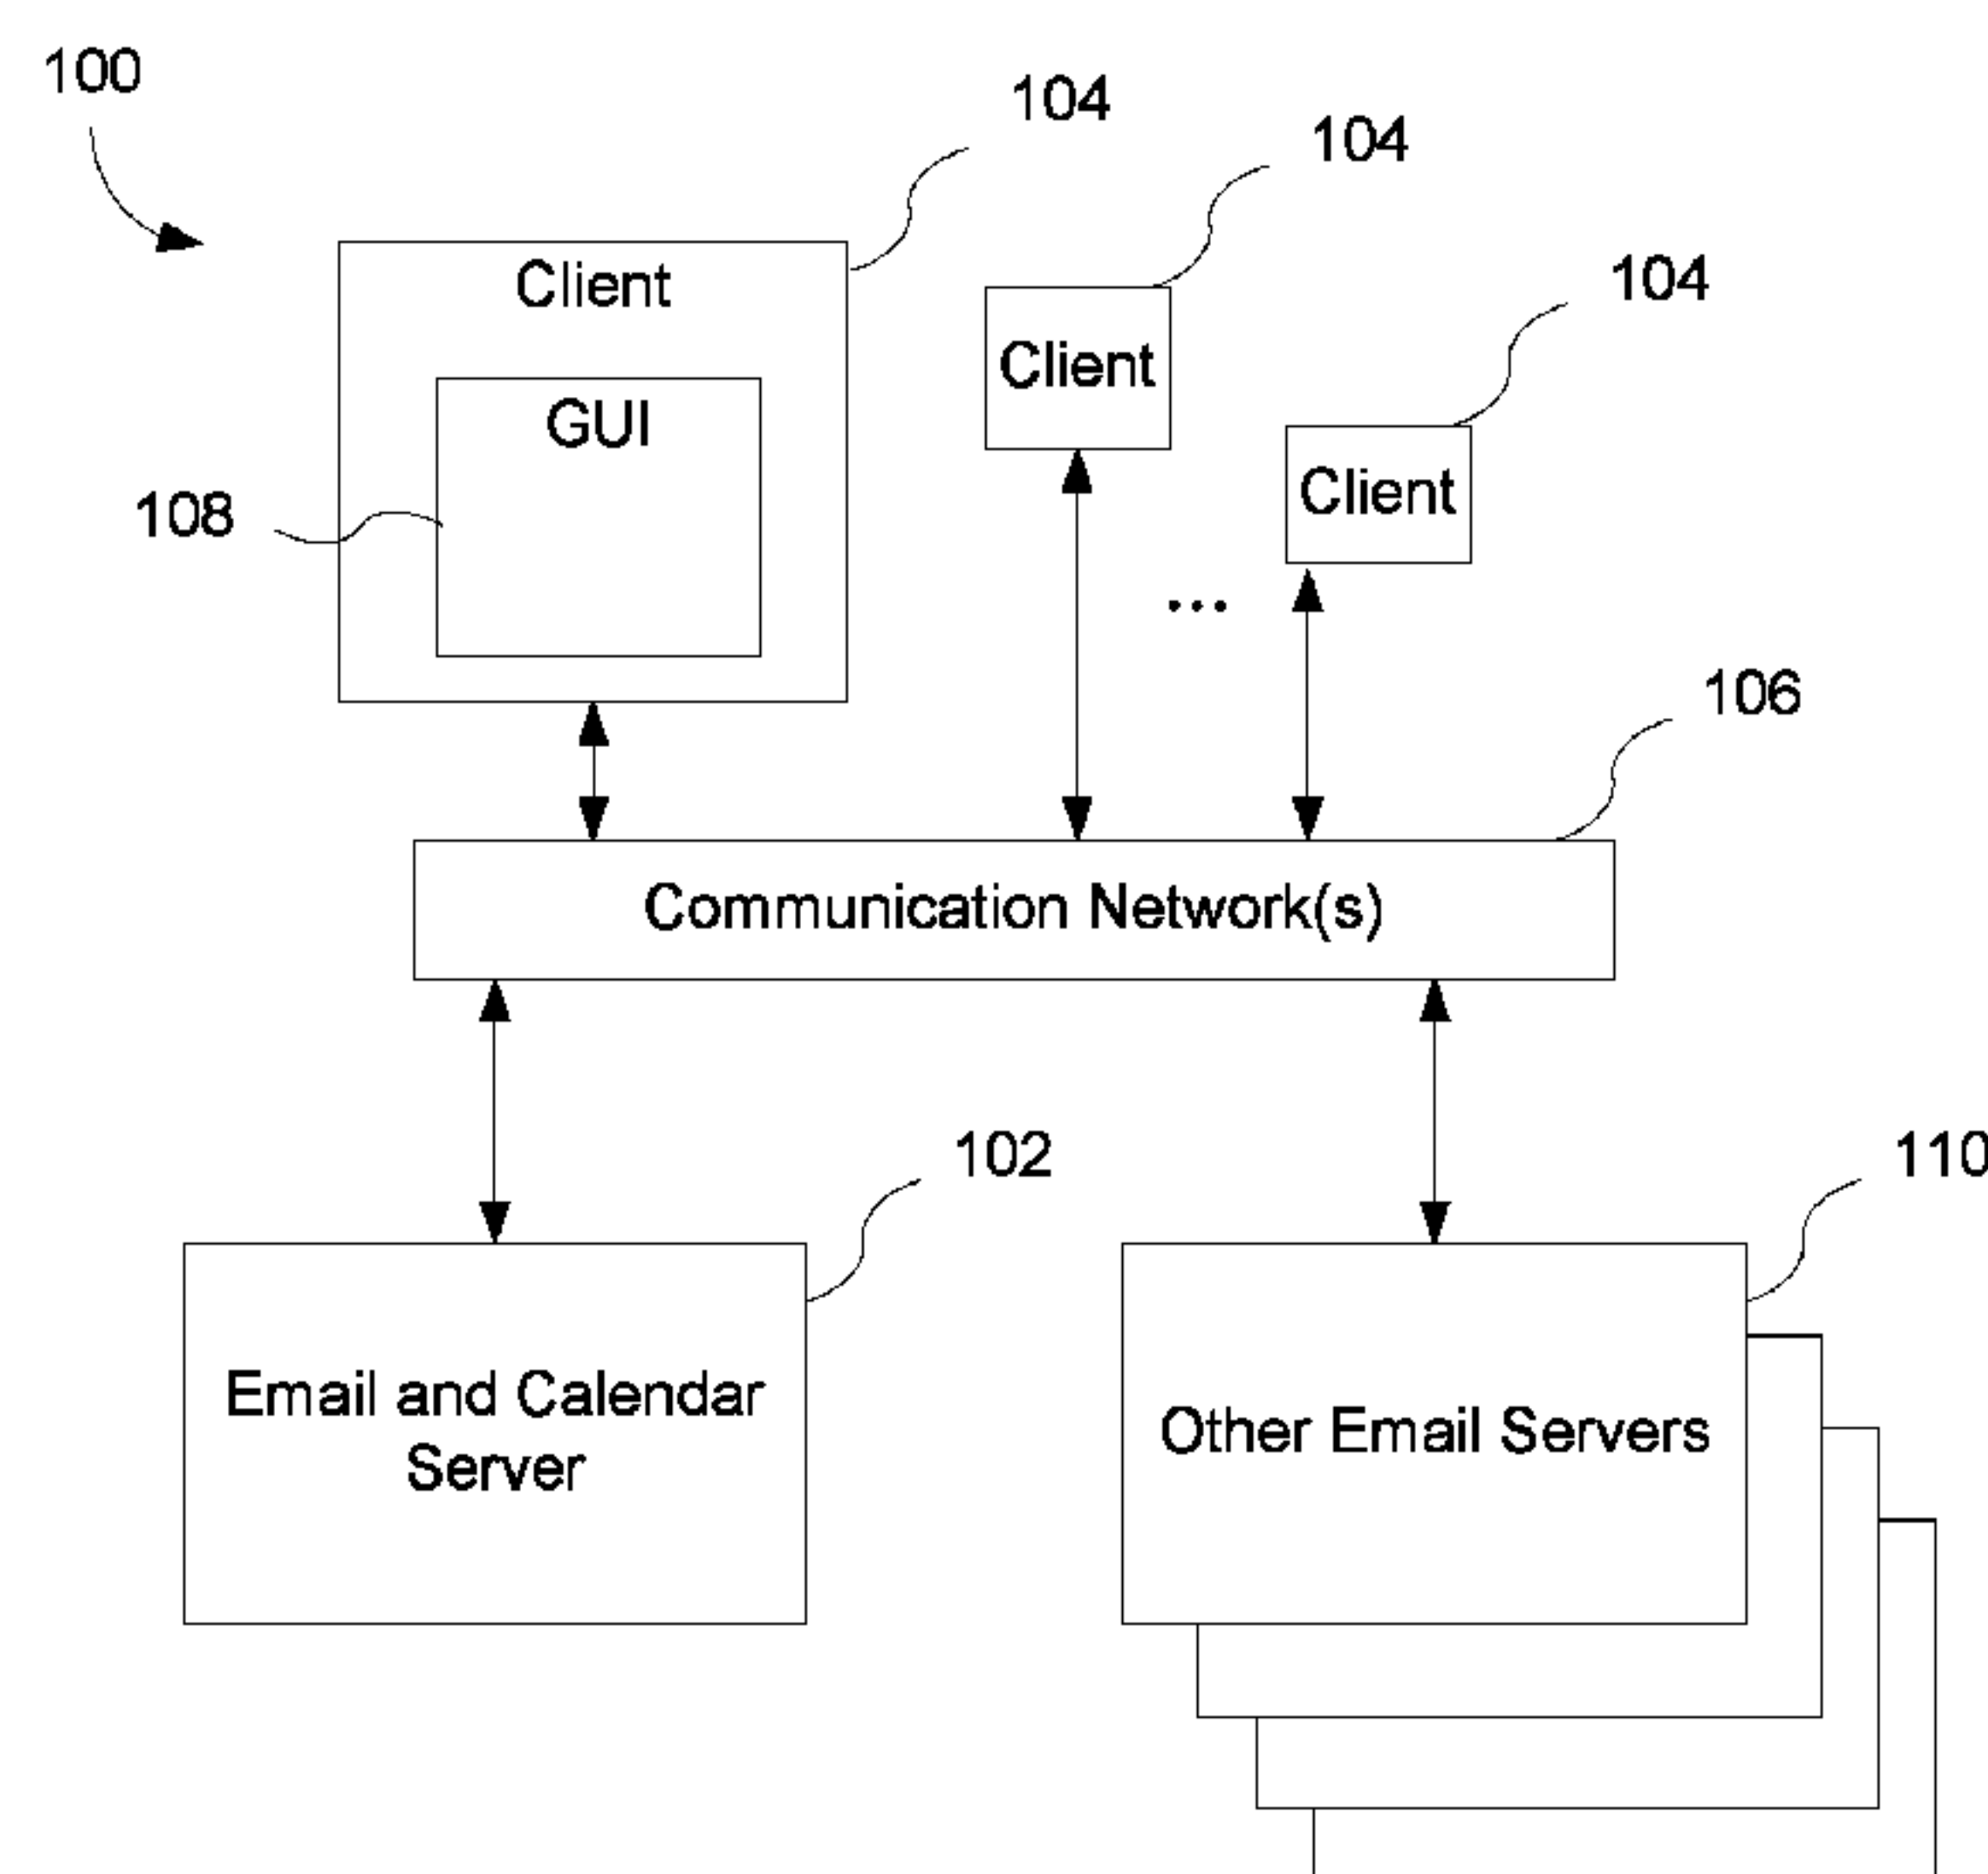 100
104
104
104
Client
Client
GUI
Client
108
...
106
Communication Network(s)
102
110
Email and Calendar
Server
Other Email Servers